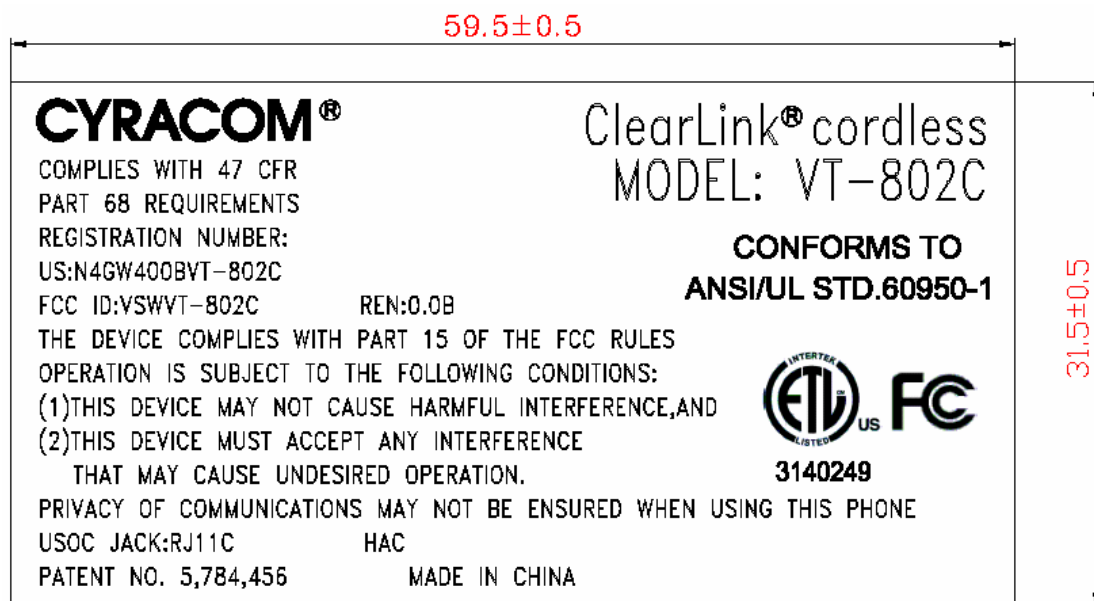 59.5±0.5
CYRACOM®
ClearLink® cordless
MODEL: VT-802C
COMPLIES WITH 47 CFR
PART 68 REQUIREMENTS
REGISTRATION NUMBER:
US:N4GW400BVT-802C
FCC ID:VSWVT-802C REN:0.0B
CONFORMS TO
ANSI/UL STD.60950-1
31.5±0.5
THE DEVICE COMPLIES WITH PART 15 OF THE FCC RULES
OPERATION IS SUBJECT TO THE FOLLOWING CONDITIONS:
(1)THIS DEVICE MAY NOT CAUSE HARMFUL INTERFERENCE,AND
(2)THIS DEVICE MUST ACCEPT ANY INTERFERENCE
THAT MAY CAUSE UNDESIRED OPERATION.
INTERTEK
ETL US
LISTED
FC
3140249
PRIVACY OF COMMUNICATIONS MAY NOT BE ENSURED WHEN USING THIS PHONE
USOC JACK:RJ11C HAC
PATENT NO. 5,784,456 MADE IN CHINA